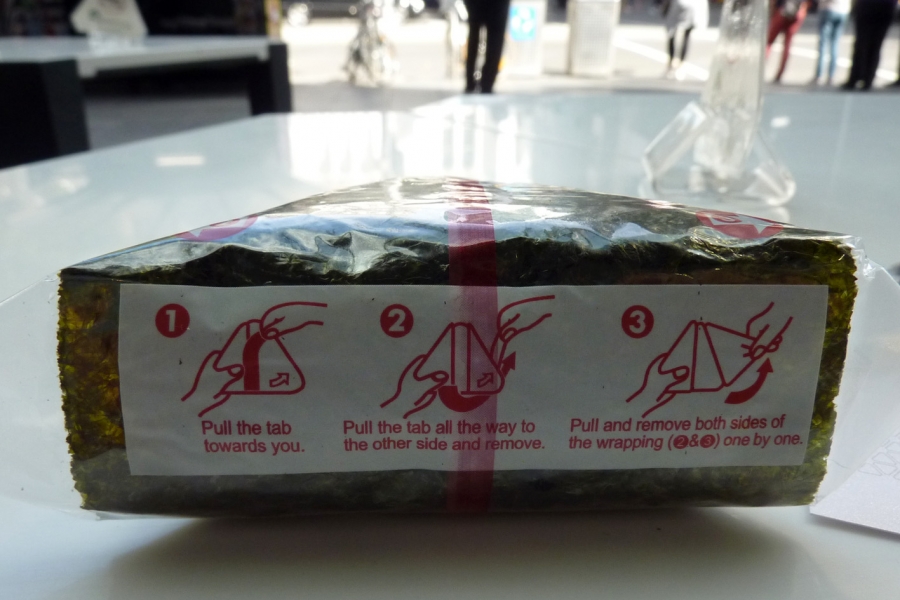 1
Pull the tab
towards you.
2
Pull the tab all the way to
the other side and remove.
3
Pull and remove both sides of
the wrapping (2&3) one by one.